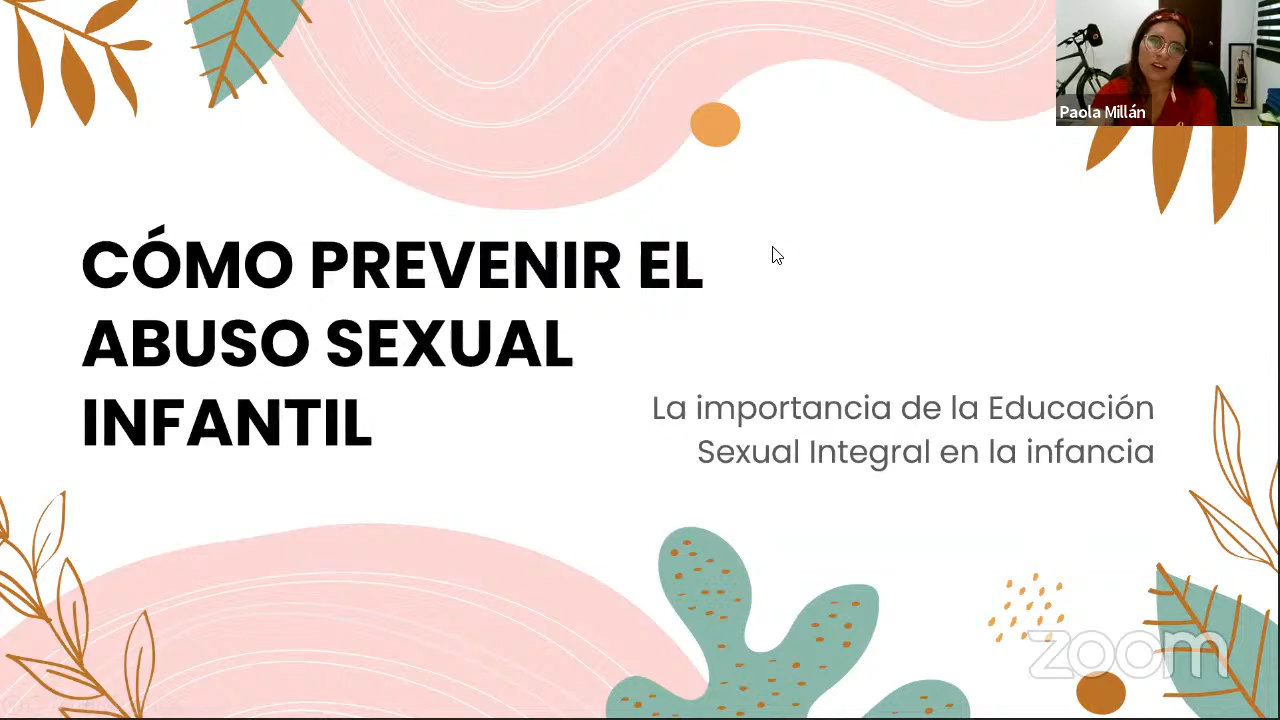 Paola Millán
CÓMO PREVENIR EL
ABUSO SEXUAL
INFANTIL
La importancia de la Educación
Sexual Integral en la infancia
zoom